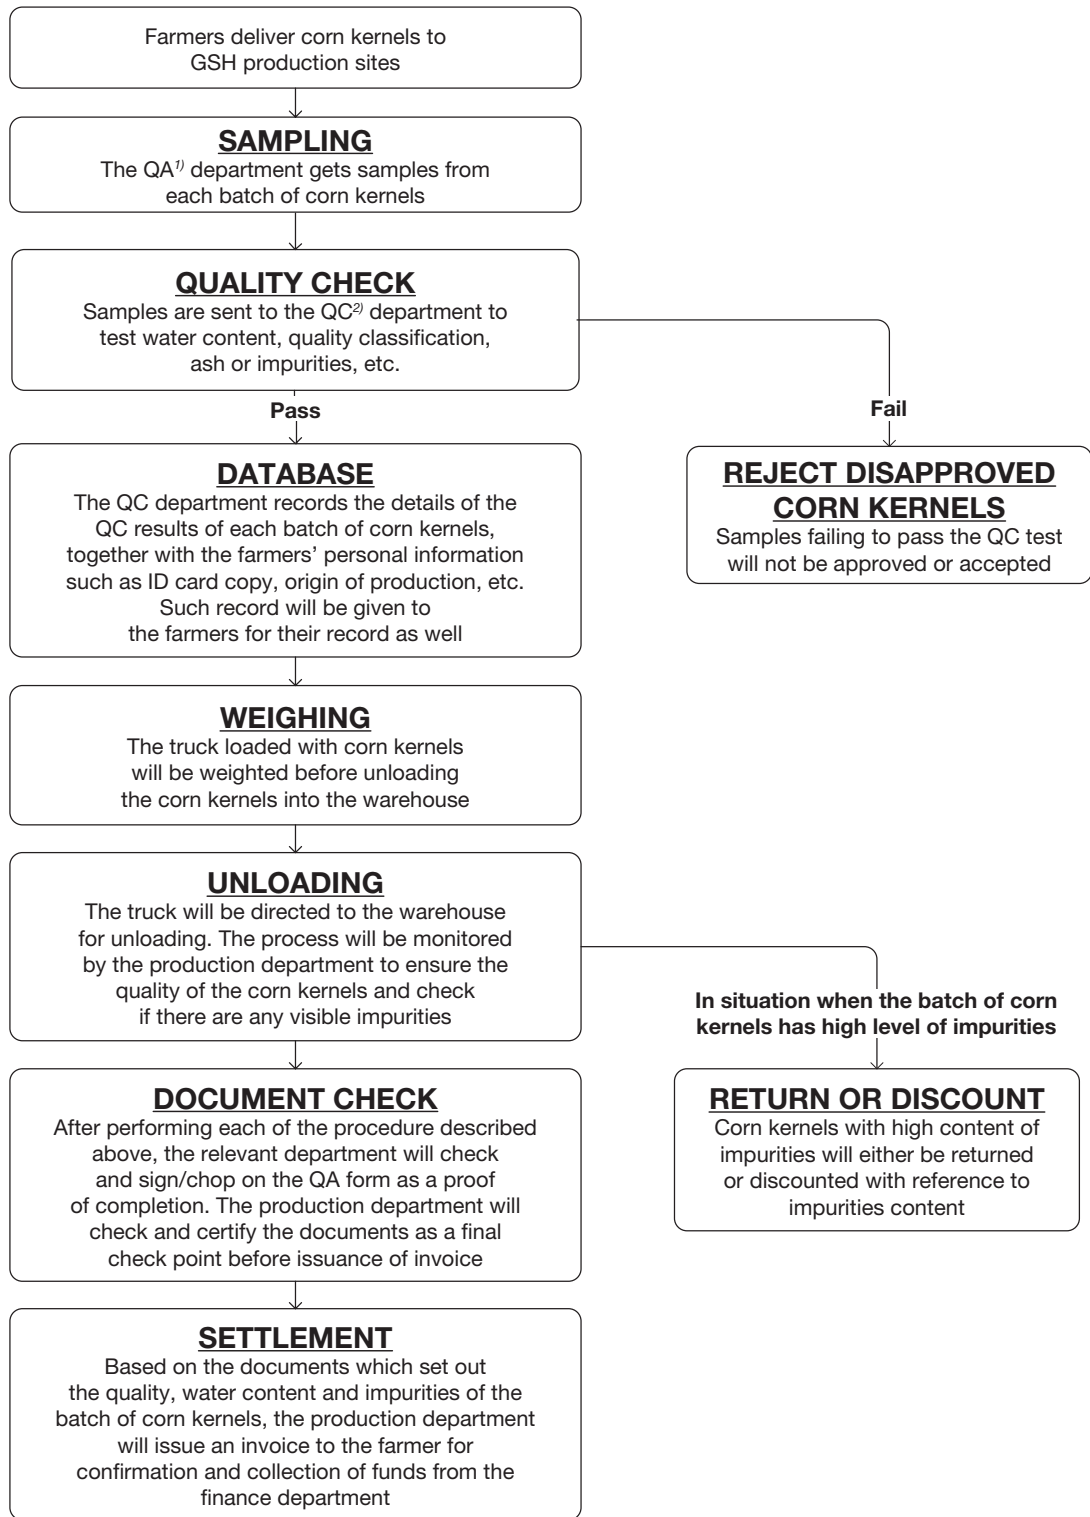 Farmers deliver corn kernels to
GSH production sites
SAMPLING
The QA1) department gets samples from
each batch of corn kernels
QUALITY CHECK
Samples are sent to the QC2) department to
test water content, quality classification,
ash or impurities, etc.
Pass
Fail
DATABASE
The QC department records the details of the
QC results of each batch of corn kernels,
together with the farmers’ personal information
such as ID card copy, origin of production, etc.
Such record will be given to
the farmers for their record as well
REJECT DISAPPROVED
CORN KERNELS
Samples failing to pass the QC test
will not be approved or accepted
WEIGHING
The truck loaded with corn kernels
will be weighted before unloading
the corn kernels into the warehouse
UNLOADING
The truck will be directed to the warehouse
for unloading. The process will be monitored
by the production department to ensure the
quality of the corn kernels and check
if there are any visible impurities
In situation when the batch of corn
kernels has high level of impurities
DOCUMENT CHECK
After performing each of the procedure described
above, the relevant department will check
and sign/chop on the QA form as a proof
of completion. The production department will
check and certify the documents as a final
check point before issuance of invoice
RETURN OR DISCOUNT
Corn kernels with high content of
impurities will either be returned
or discounted with reference to
impurities content
SETTLEMENT
Based on the documents which set out
the quality, water content and impurities of the
batch of corn kernels, the production department
will issue an invoice to the farmer for
confirmation and collection of funds from the
finance department